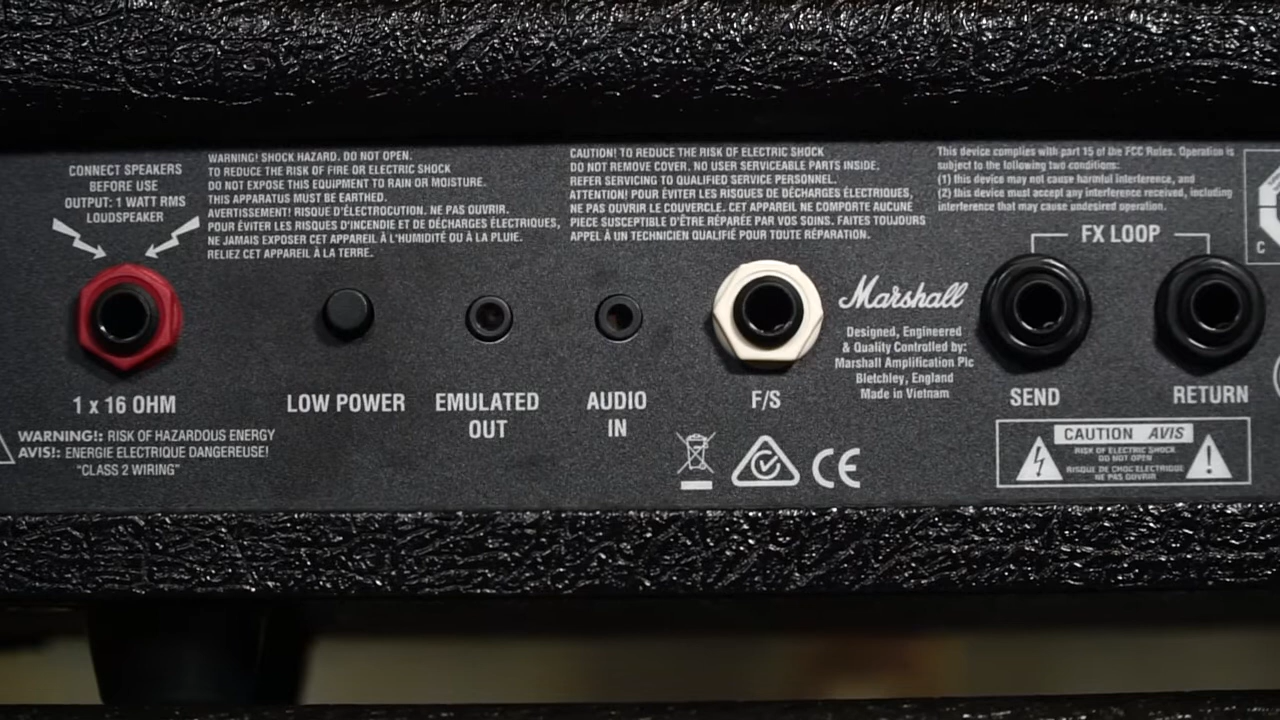 CONNECT SPEAKERS
BEFORE USE
OUTPUT: 1 WATT RMS
LOUDSPEAKER
WARNING! SHOCK HAZARD. DO NOT OPEN.
TO REDUCE THE RISK OF FIRE OR ELECTRIC SHOCK
DO NOT EXPOSE THIS EQUIPMENT TO RAIN OR MOISTURE.
THIS APPARATUS MUST BE EARTHED.
AVERTISSEMENT! RISQUE D'ÉLECTROCUTION. NE PAS OUVRIR.
POUR ÉVITER LES RISQUES D'INCENDIE ET DE DÉCHARGES ÉLECTRIQUES,
NE JAMAIS EXPOSER CET APPAREIL À L'HUMIDITÉ OU À LA PLUIE.
RELIEZ CET APPAREIL À LA TERRE.
CAUTION! TO REDUCE THE RISK OF ELECTRIC SHOCK
DO NOT REMOVE COVER. NO USER SERVICEABLE PARTS INSIDE.
REFER SERVICING TO QUALIFIED SERVICE PERSONNEL.
ATTENTION! POUR ÉVITER LES RISQUES DE DÉCHARGES ÉLECTRIQUES,
NE PAS OUVRIR LE COUVERCLE. CET APPAREIL NE COMPORTE AUCUNE
PIECE SUSCEPTIBLE D'ÊTRE RÉPARÉE PAR VOS SOINS. FAITES TOUJOURS
APPEL À UN TECHNICIEN QUALIFIÉ POUR TOUTE RÉPARATION.
This device complies with part 15 of the FCC Rules. Operation is
subject to the following two conditions:
(1) this device may not cause harmful interference, and
(2) this device must accept any interference received, including
interference that may cause undesired operation.
C
FX LOOP
Marshall
Designed, Engineered
& Quality Controlled by:
Marshall Amplification Plc
Bletchley, England
Made in Vietnam
1 x 16 OHM
LOW POWER
EMULATED
OUT
AUDIO
IN
F/S
SEND
RETURN
WARNING!: RISK OF HAZARDOUS ENERGY
AVIS!: ENERGIE ELECTRIQUE DANGEREUSE!
"CLASS 2 WIRING"
CE
CAUTION AVIS
RISK OF ELECTRIC SHOCK
DO NOT OPEN
RISQUE DE CHOC ELECTRIQUE
NE PAS OUVRIR